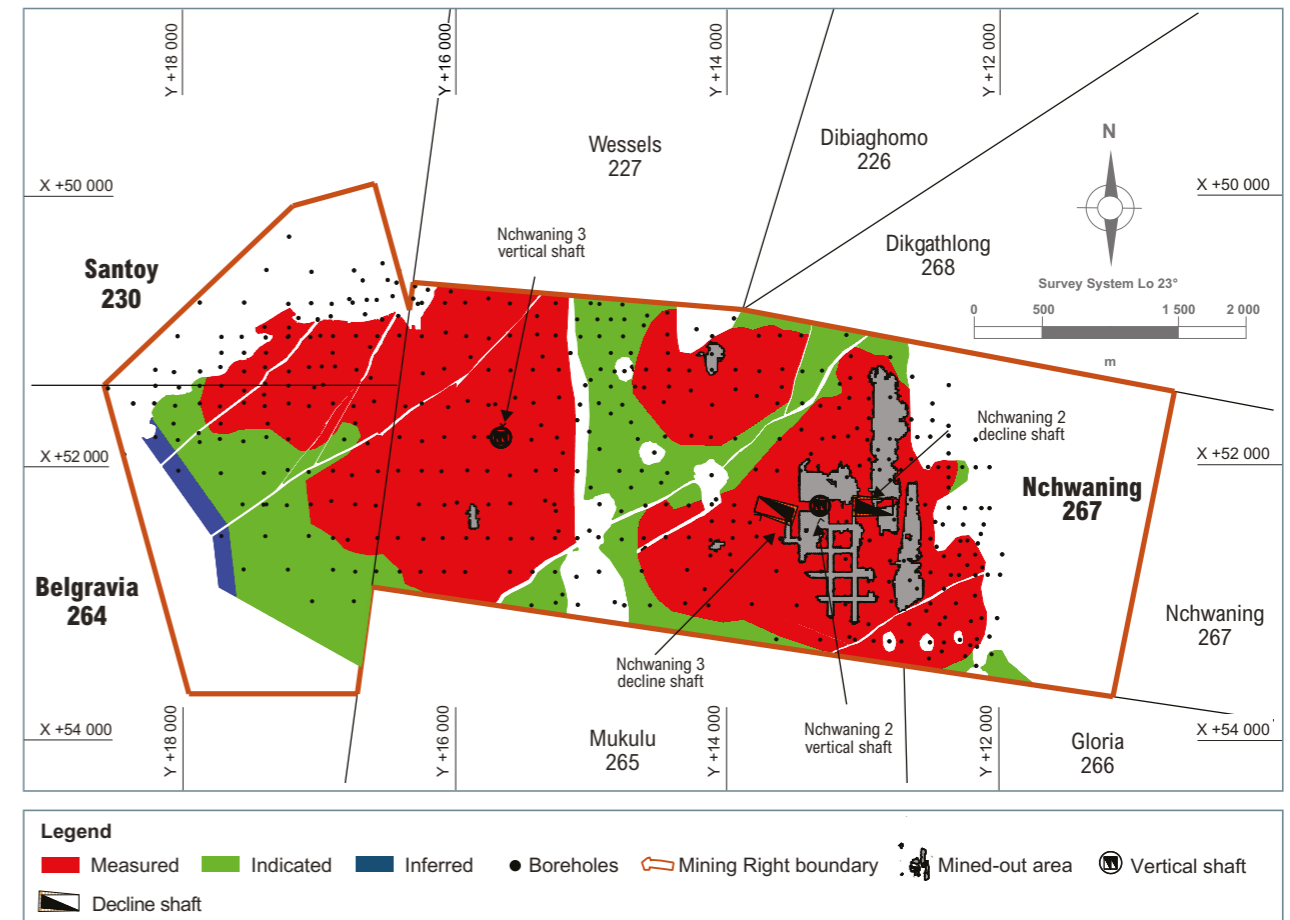 Y +18 000
Y +16 000
Y +14 000
Y +12 000
Wessels
227
Dibiaghomo
226
N
X +50 000
X +50 000
Nchwaning 3
vertical shaft
Dikgathlong
268
Santoy
230
Survey System Lo 23°
0 500 1 500 2 000
m
Nchwaning 2
decline shaft
X +52 000
X +52 000
Nchwaning
267
Belgravia
264
Nchwaning
267
Nchwaning 3
decline shaft
Nchwaning 2
vertical shaft
X +54 000
Mukulu
265
Gloria
266
X +54 000
Y +18 000
Y +16 000
Y +14 000
Y +12 000
Legend
Measured Indicated Inferred Boreholes Mining Right boundary Mined-out area Vertical shaft
Decline shaft